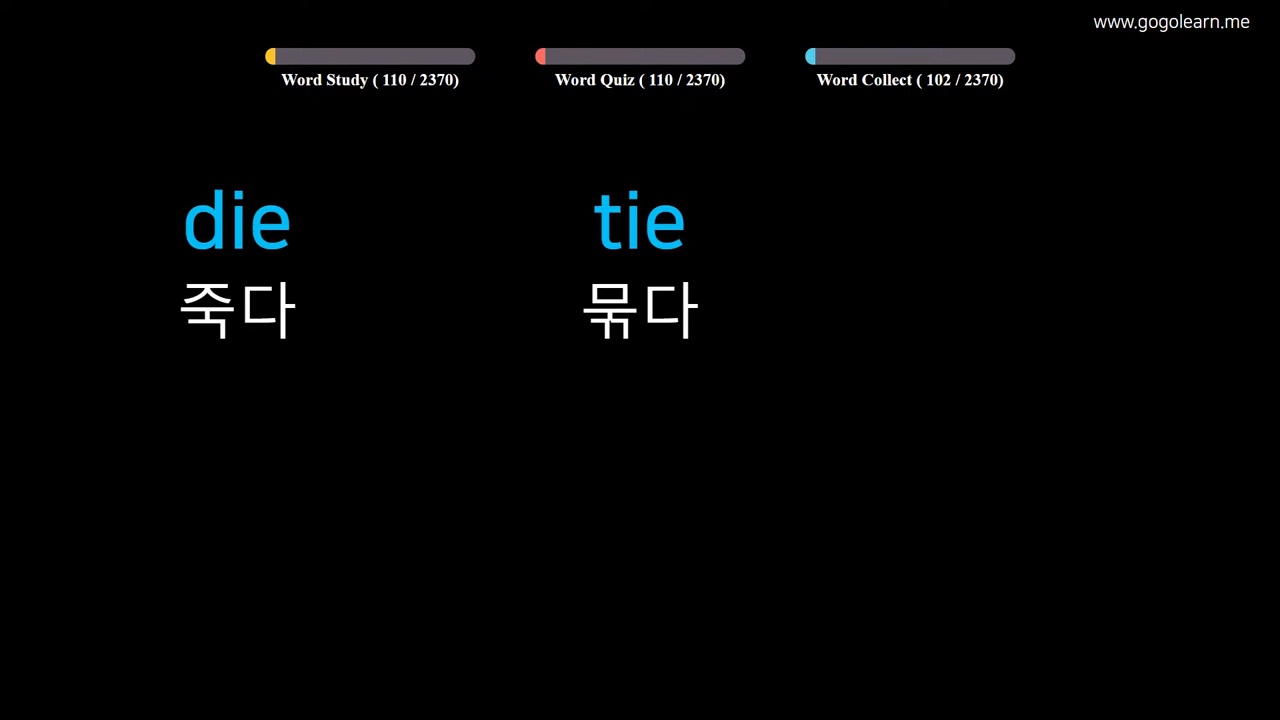 www.gogolearn.me
Word Study ( 110 / 2370)
Word Quiz ( 110 / 2370)
Word Collect ( 102 / 2370)
die
죽다
tie
묶다